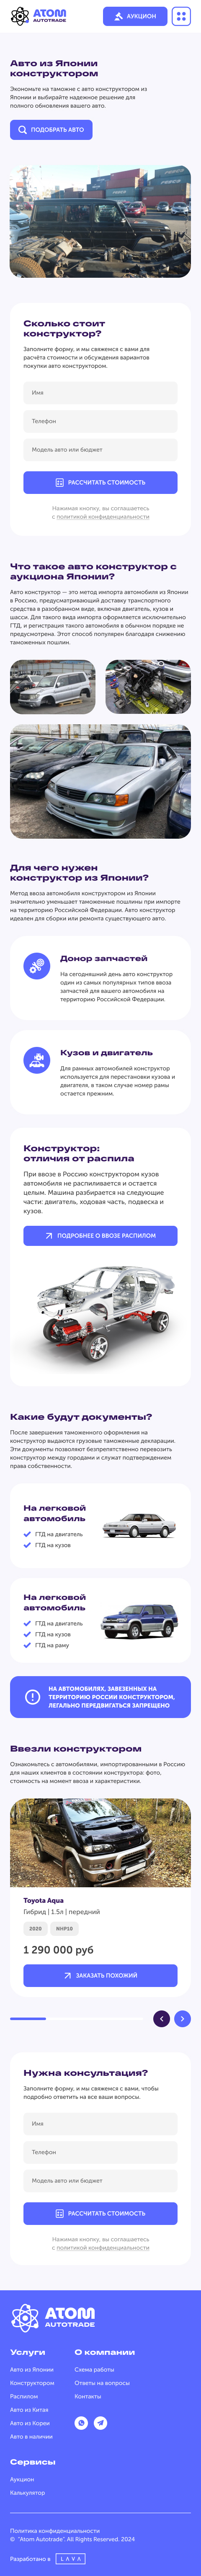 ATOM
AUTOTRADE
АУКЦИОН
Авто из Японии
конструктором
Экономьте на таможне с авто конструктором из
Японии и выбирайте надежное решение для
полного обновления вашего авто.
ПОДОБРАТЬ АВТО
Сколько стоит
конструктор?
Заполните форму, и мы свяжемся с вами для
расчёта стоимости и обсуждения вариантов
покупки авто конструктором.
Имя
Телефон
Модель авто или бюджет
РАССЧИТАТЬ СТОИМОСТЬ
Нажимая кнопку, вы соглашаетесь
с политикой конфиденциальности
Что такое авто конструктор с
аукциона Японии?
Авто конструктор — это метод импорта автомобиля из Японии
в Россию, предусматривающий доставку транспортного
средства в разобранном виде, включая двигатель, кузов и
шасси. Для такого вида импорта оформляется исключительно
ГТД, и регистрация такого автомобиля в обычном порядке не
предусмотрена. Этот способ популярен благодаря снижению
таможенных пошлин.
Для чего нужен
конструктор из Японии?
Метод ввоза автомобиля конструктором из Японии
значительно уменьшает таможенные пошлины при импорте
на территорию Российской Федерации. Авто конструктор
идеален для сборки или ремонта существующего авто.
Донор запчастей
На сегодняшний день авто конструктор
один из самых популярных типов ввоза
запчастей для вашего автомобиля на
территорию Российской Федерации.
Кузов и двигатель
Для рамных автомобилей конструктор
используется для перестановки кузова и
двигателя, в таком случае номер рамы
остается прежним.
Конструктор:
отличия от распила
При ввозе в Россию конструктором кузов
автомобиля не распиливается и остается
целым. Машина разбирается на следующие
части: двигатель, ходовая часть, подвеска и
кузов.
ПОДРОБНЕЕ О ВВОЗЕ РАСПИЛОМ
Какие будут документы?
После завершения таможенного оформления на
конструктор выдаются грузовые таможенные декларации.
Эти документы позволяют беспрепятственно перевозить
конструктор между городами и служат подтверждением
права собственности.
На легковой
автомобиль
ГТД на двигатель
ГТД на кузов
На легковой
автомобиль
ГТД на двигатель
ГТД на кузов
ГТД на раму
НА АВТОМОБИЛЯХ, ЗАВЕЗЕННЫХ НА
ТЕРРИТОРИЮ РОССИИ КОНСТРУКТОРОМ,
ЛЕГАЛЬНО ПЕРЕДВИГАТЬСЯ ЗАПРЕЩЕНО
Ввезли конструктором
Ознакомьтесь с автомобилями, импортированными в Россию
для наших клиентов в состоянии конструктора: фото,
стоимость на момент ввоза и характеристики.
Toyota Aqua
Гибрид | 1.5л | передний
2020 NHP10
1 290 000 руб
ЗАКАЗАТЬ ПОХОЖИЙ
Нужна консультация?
Заполните форму, и мы свяжемся с вами, чтобы
подробно ответить на все ваши вопросы.
Имя
Телефон
Модель авто или бюджет
РАССЧИТАТЬ СТОИМОСТЬ
Нажимая кнопку, вы соглашаетесь
с политикой конфиденциальности
ATOM
AUTOTRADE
Услуги
Авто из Японии
Конструктором
Распилом
Авто из Китая
Авто из Кореи
Авто в наличии
О компании
Схема работы
Ответы на вопросы
Контакты
Сервисы
Аукцион
Калькулятор
Политика конфиденциальности
© "Atom Autotrade". All Rights Reserved. 2024
Разработано в LAVA